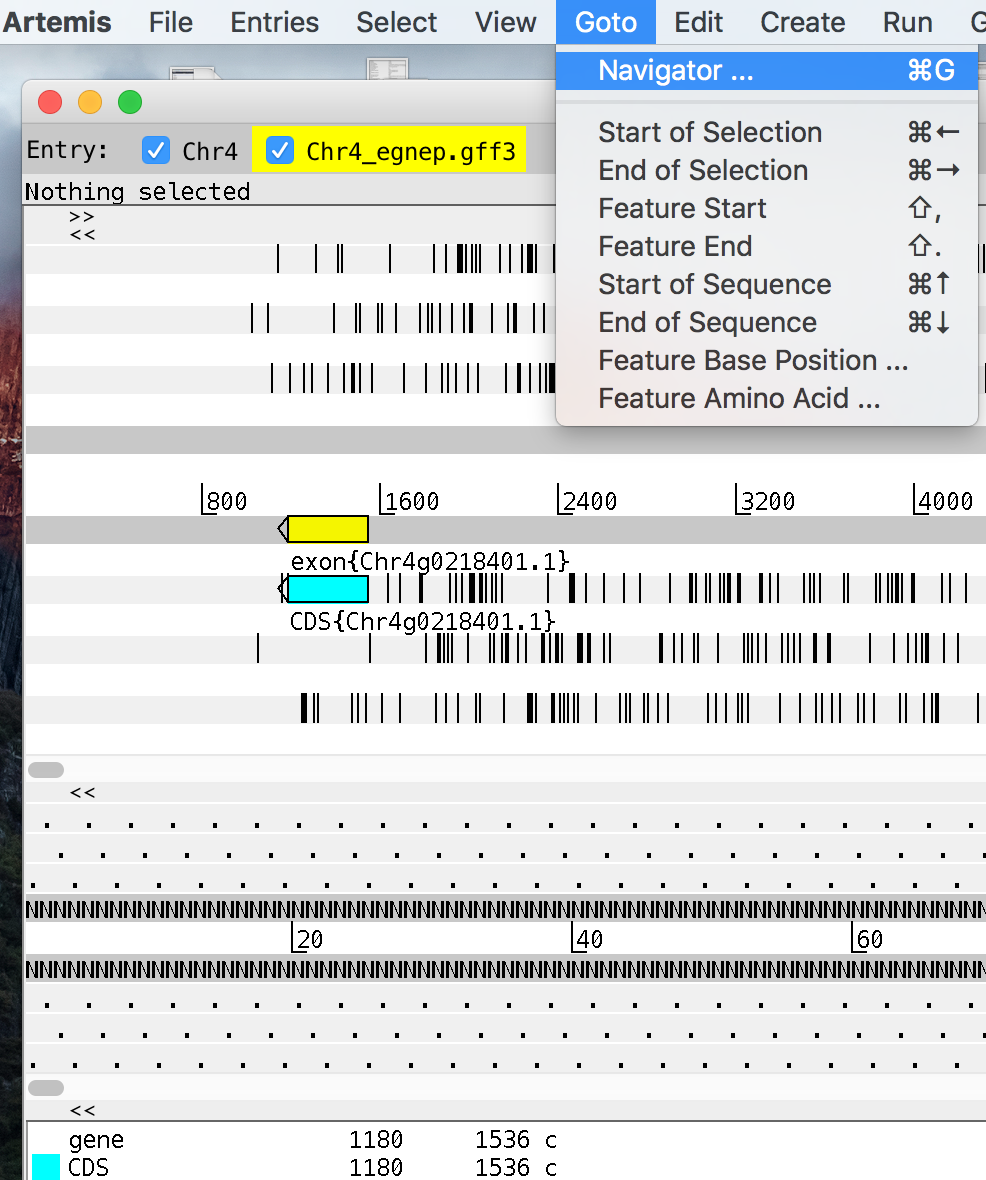 Artemis File Entries Select View Goto Edit Create Run G
Navigator ... ⌘G
Entry: Chr4 Chr4_egnep.gff3
Start of Selection ⌘←
End of Selection ⌘→
Nothing selected
Feature Start ⇧,
>>
<<
Feature End ⇧.
Start of Sequence ⌘↑
End of Sequence ⌘↓
Feature Base Position ...
Feature Amino Acid ...
800 1600 2400 3200 4000
exon{Chr4g0218401.1}
CDS{Chr4g0218401.1}
<<
NNNNNNNNNNNNNNNNNNNNNNNNNNNNNNNNNNNNNNNNNNNNNNNNNNNNNNNNNNNNNNNNNNNNN
20 40 60
NNNNNNNNNNNNNNNNNNNNNNNNNNNNNNNNNNNNNNNNNNNNNNNNNNNNNNNNNNNNNNNNNNNNN
<<
gene 1180 1536 c
CDS 1180 1536 c